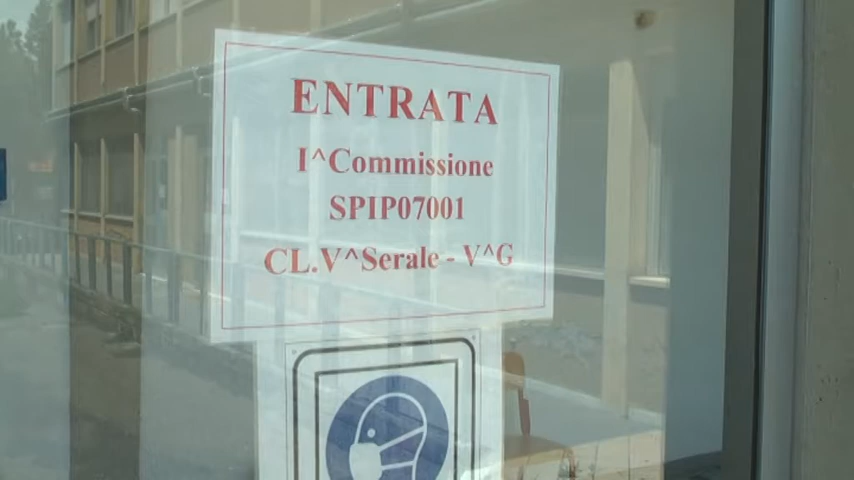 ENTRATA
I^Commissione
SPIP07001
CL.V^Serale - V^G